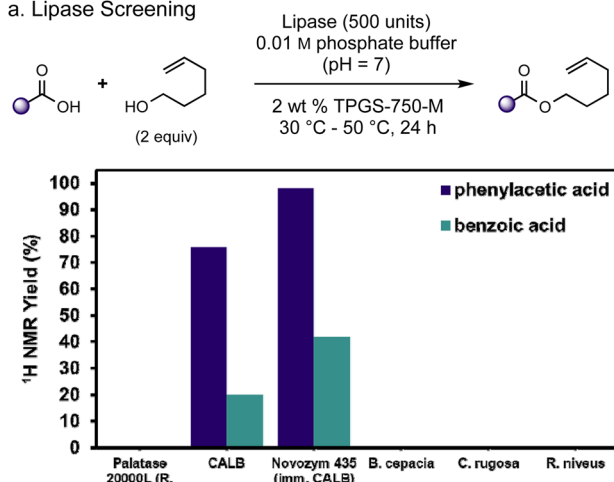 a. Lipase Screening
O
OH
+
HO
(2 equiv)
Lipase (500 units)
0.01 M phosphate buffer
(pH = 7)
2 wt % TPGS-750-M
30 °C - 50 °C, 24 h
O
O
¹H NMR Yield (%)
100
90
80
70
60
50
40
30
20
10
0
phenylacetic acid
benzoic acid
Palatase
20000L (R.
CALB
Novozym 435
(imm. CALB)
B. cepacia
C. rugosa
R. niveus